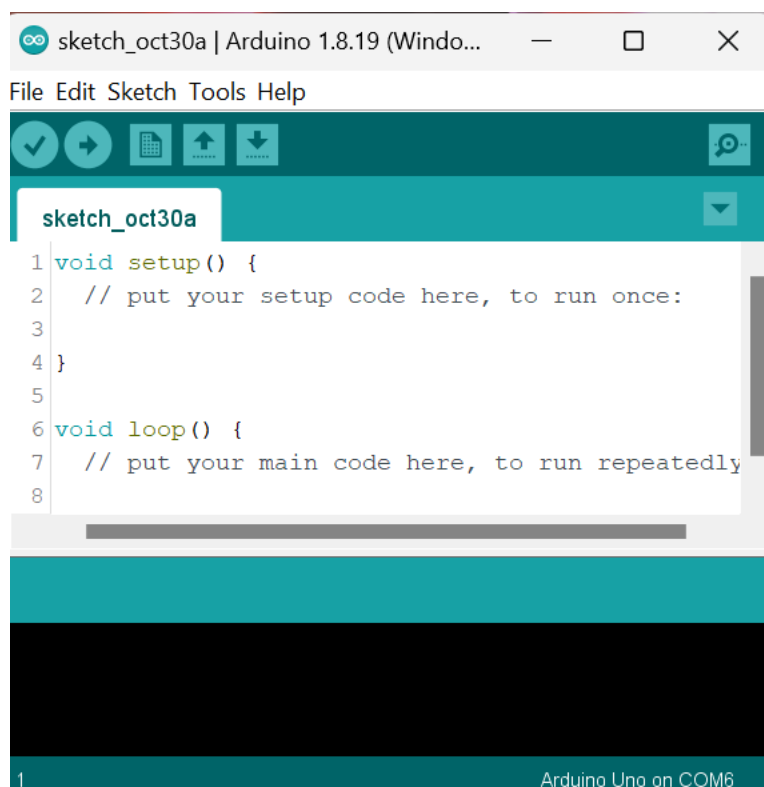 sketch_oct30a | Arduino 1.8.19 (Windo...
File Edit Sketch Tools Help
sketch_oct30a
1 void setup() {
2   // put your setup code here, to run once:
3
4 }
5
6 void loop() {
7   // put your main code here, to run repeatedly
8
1 Arduino Uno on COM6